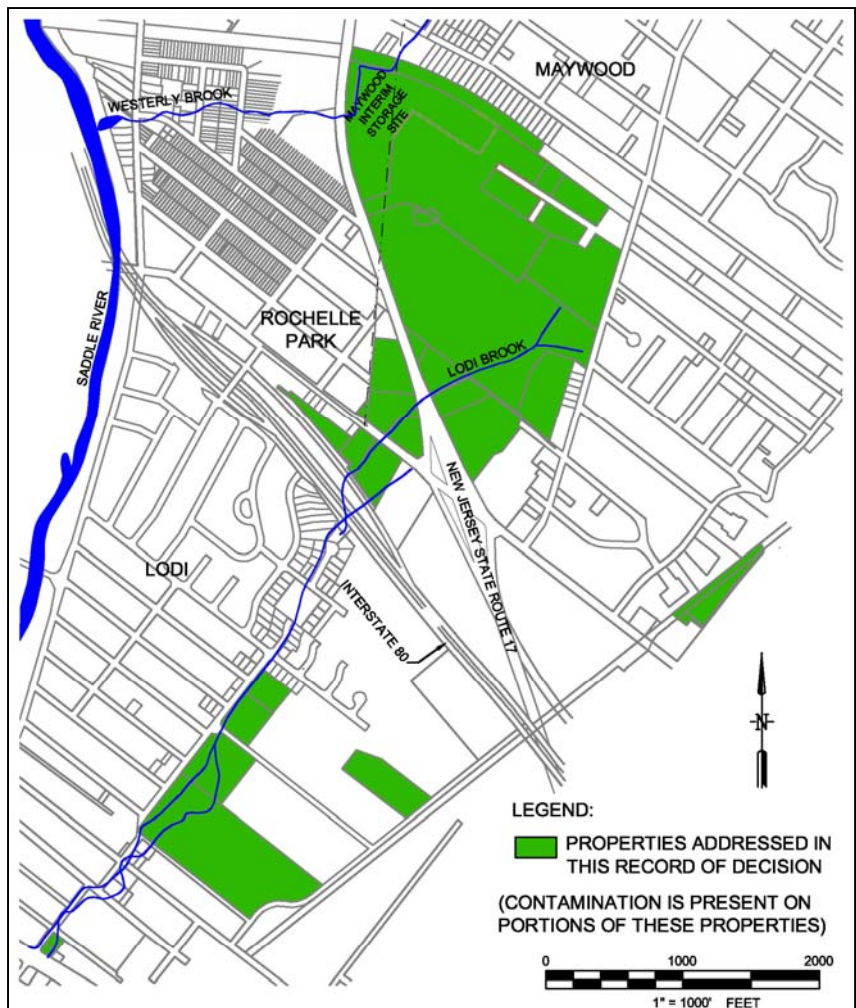 MAYWOOD
WESTERLY BROOK
MAYWOOD
INTERIM
STORAGE
SITE
SADDLE RIVER
ROCHELLE
PARK
LODI BROOK
NEW JERSEY STATE ROUTE 17
LODI
INTERSTATE 80
N
LEGEND:
PROPERTIES ADDRESSED IN
THIS RECORD OF DECISION
(CONTAMINATION IS PRESENT ON
PORTIONS OF THESE PROPERTIES)
0 1000 2000
1" = 1000' FEET